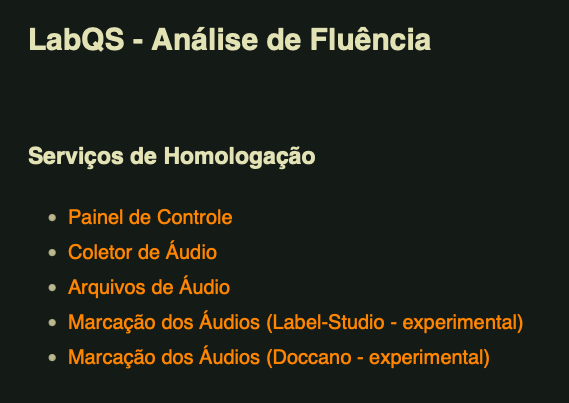 LabQS - Análise de Fluência
Serviços de Homologação
Painel de Controle
Coletor de Áudio
Arquivos de Áudio
Marcação dos Áudios (Label-Studio - experimental)
Marcação dos Áudios (Doccano - experimental)